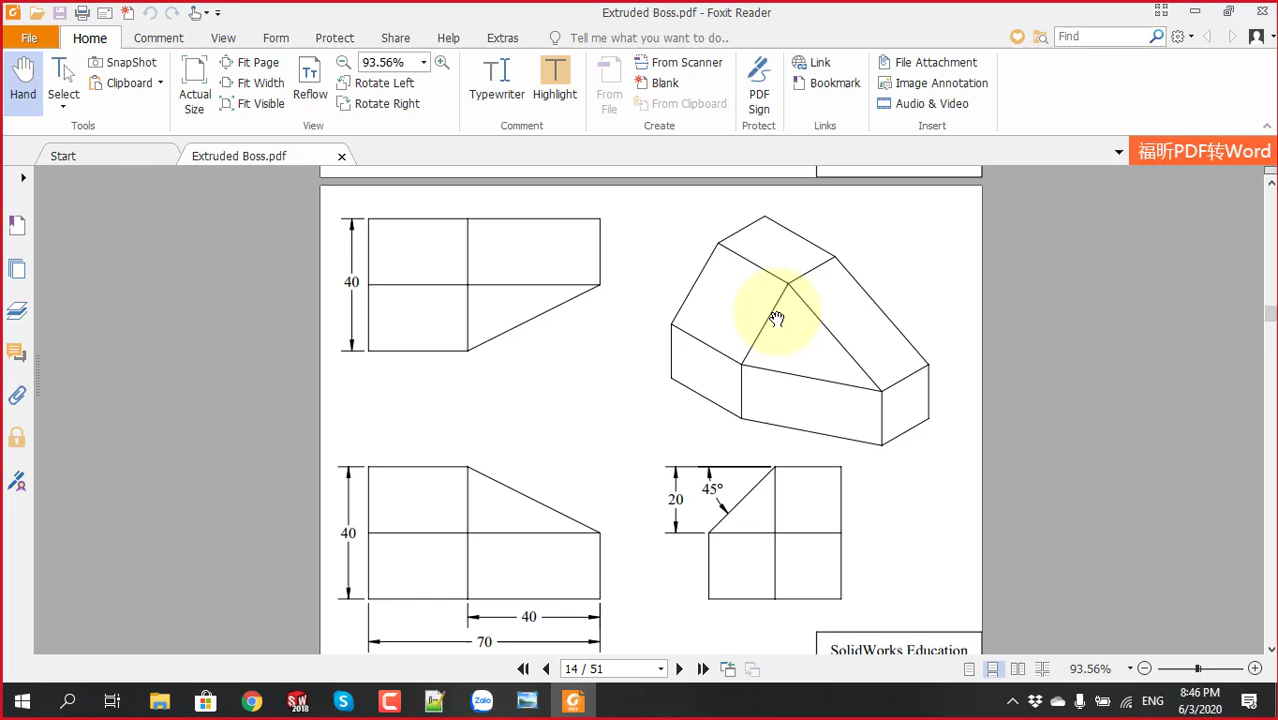 Extruded Boss.pdf - Foxit Reader
File Home Comment View Form Protect Share Help Extras Tell me what you want to do... Find
Hand
Select
SnapShot
Clipboard
Tools
Actual
Size
Fit Page
Fit Width
Fit Visible
Reflow
93.56%
Rotate Left
Rotate Right
View
Typewriter
Highlight
Comment
From
File
From Scanner
Blank
From Clipboard
Create
PDF
Sign
Protect
Link
Bookmark
Links
File Attachment
Image Annotation
Audio & Video
Insert
Start
Extruded Boss.pdf
福昕PDF转Word
40
40
20
45°
40
70
SolidWorks Education
14 / 51
93.56%
SW
2018
Zalo
PDF
ENG
8:46 PM
6/3/2020